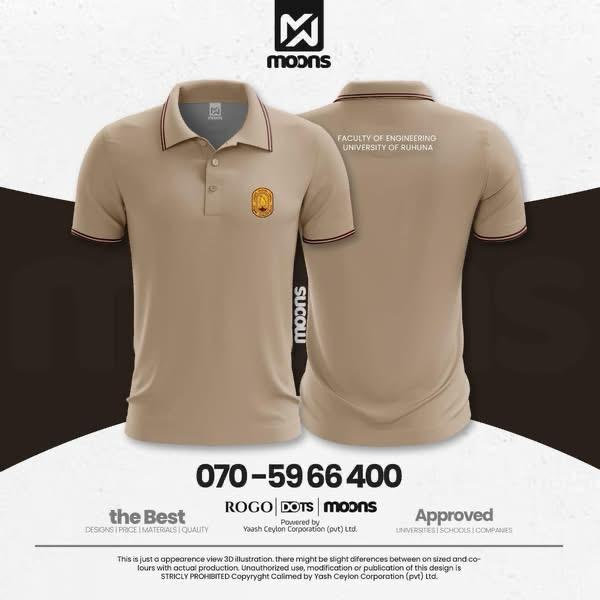 moons
moons
FACULTY OF ENGINEERING
UNIVERSITY OF RUHUNA
moons
moons
070 - 59 66 400
ROGO | DOTS | moons
Powered by
Yaash Ceylon Corporation (pvt) Ltd.
the Best
DESIGNS | PRICE | MATERIALS | QUALITY
Approved
UNIVERSITIES | SCHOOLS | COMPANIES
This is just a appearence view 3D illustration. there might be slight diferences between on sized and co-
lours with actual production. Unauthorized use, modification or publication of this design is
STRICLY PROHIBITED Copyryght Calimed by Yash Ceylon Corporation (pvt) Ltd.